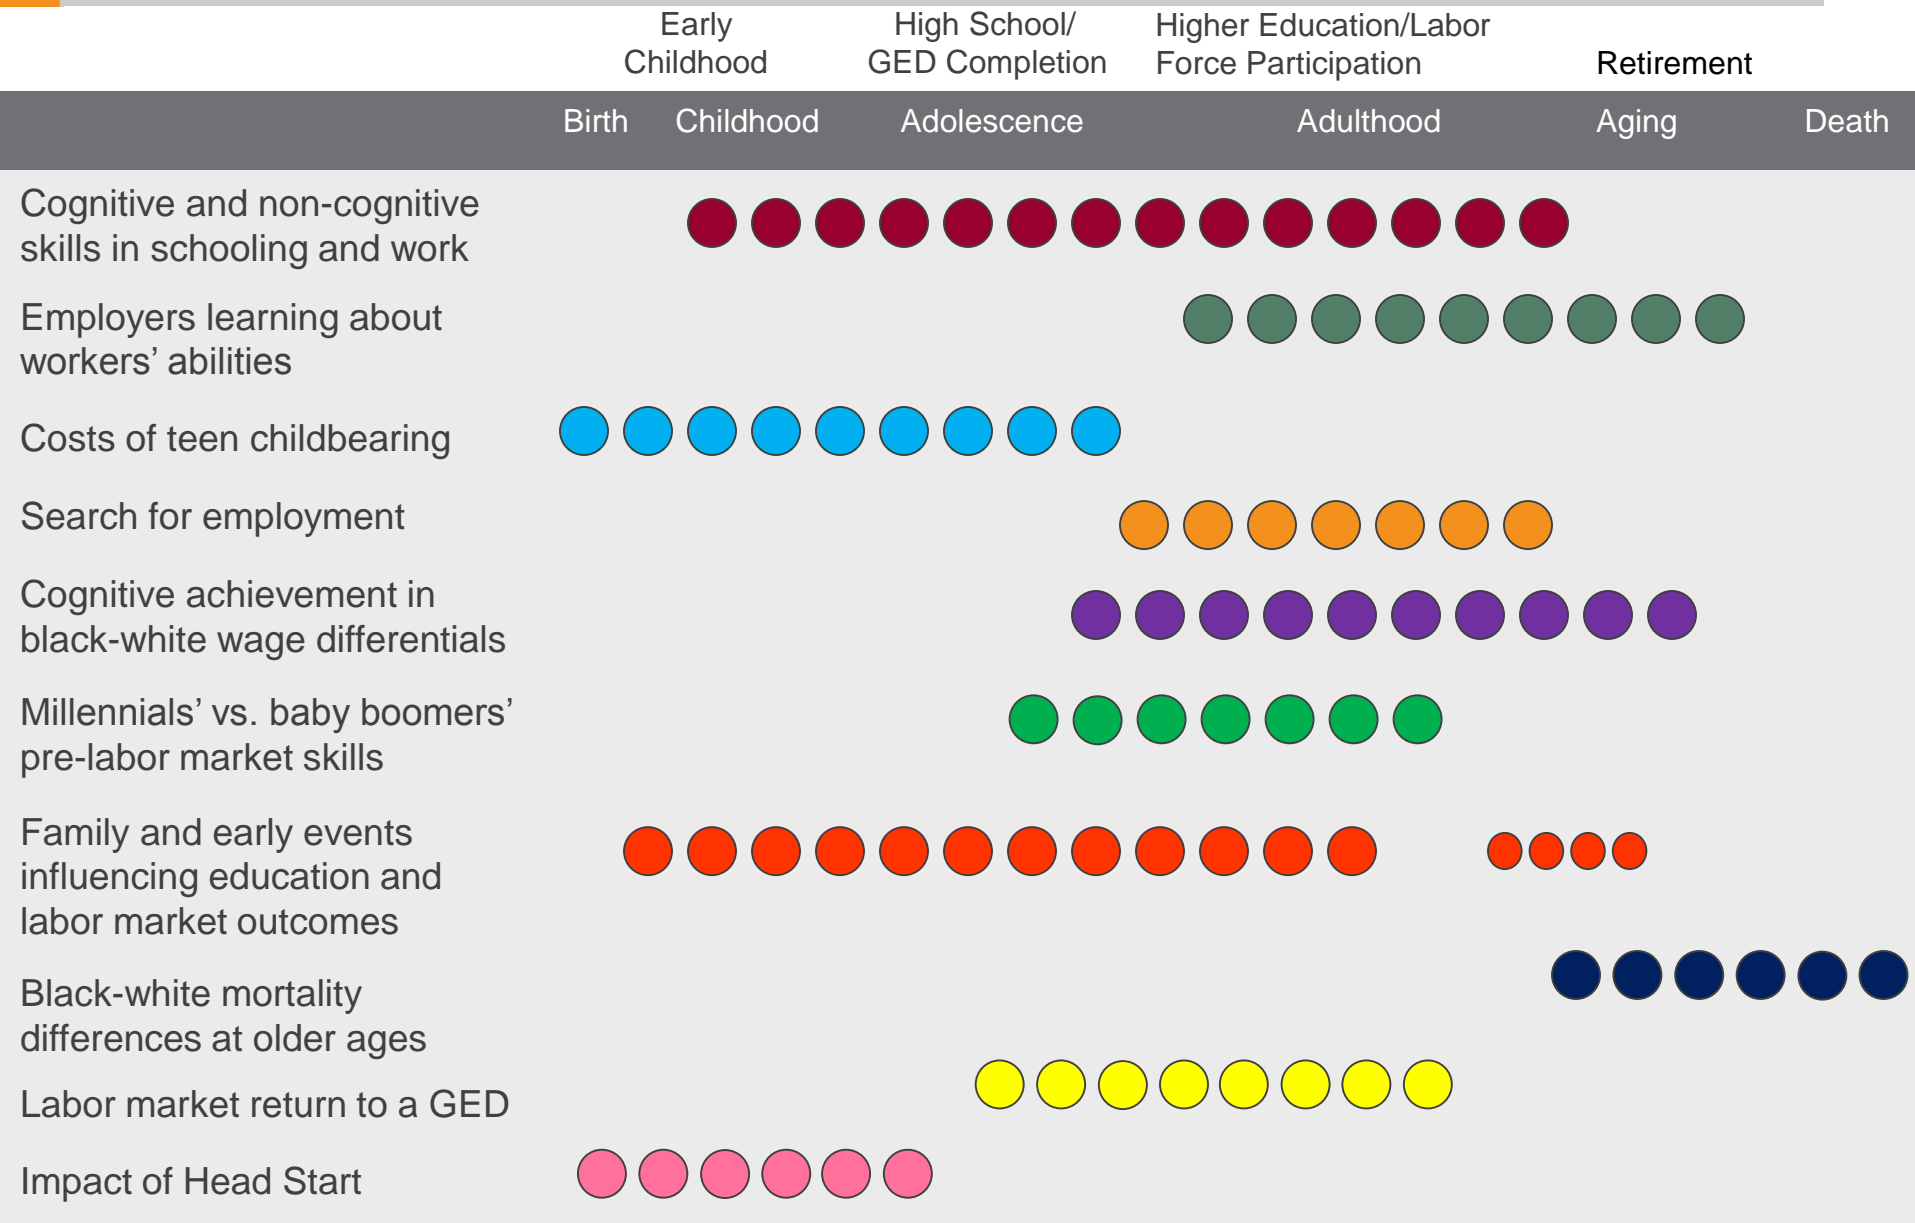 Early
Childhood
High School/
GED Completion
Higher Education/Labor
Force Participation
Retirement
Birth
Childhood
Adolescence
Adulthood
Aging
Death
Cognitive and non-cognitive
skills in schooling and work
Employers learning about
workers’ abilities
Costs of teen childbearing
Search for employment
Cognitive achievement in
black-white wage differentials
Millennials’ vs. baby boomers’
pre-labor market skills
Family and early events
influencing education and
labor market outcomes
Black-white mortality
differences at older ages
Labor market return to a GED
Impact of Head Start